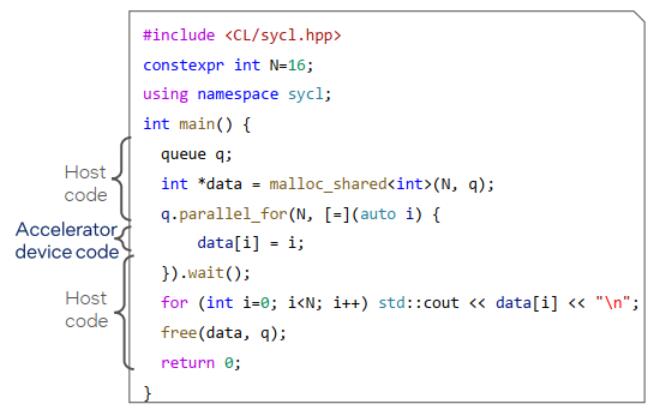 #include <CL/sycl.hpp>
constexpr int N=16;
using namespace sycl;
int main() {
queue q;
int *data = malloc_shared<int>(N, q);
q.parallel_for(N, [=](auto i) {
data[i] = i;
}).wait();
for (int i=0; i<N; i++) std::cout << data[i] << "\n";
free(data, q);
return 0;
}
Host
code
Accelerator
device code
Host
code